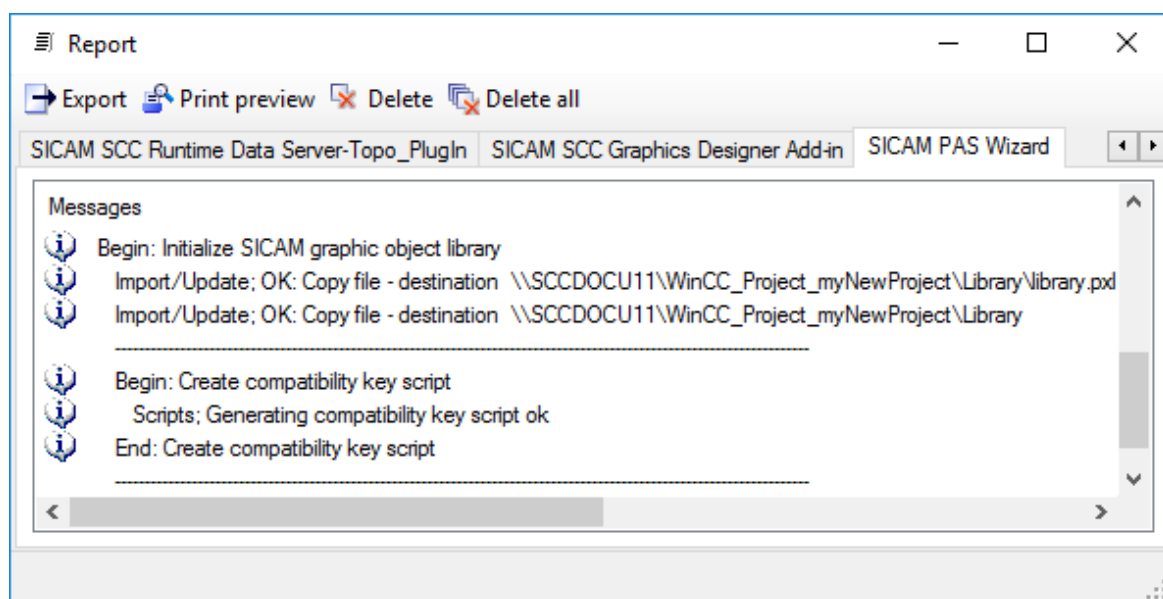 Report
Export Print preview Delete Delete all
SICAM SCC Runtime Data Server-Topo_PlugIn SICAM SCC Graphics Designer Add-in SICAM PAS Wizard
Messages
Begin: Initialize SICAM graphic object library
Import/Update; OK: Copy file - destination \\SCCDOCU11\WinCC_Project_myNewProject\Library\library.pxl
Import/Update; OK: Copy file - destination \\SCCDOCU11\WinCC_Project_myNewProject\Library
Begin: Create compatibility key script
Scripts; Generating compatibility key script ok
End: Create compatibility key script